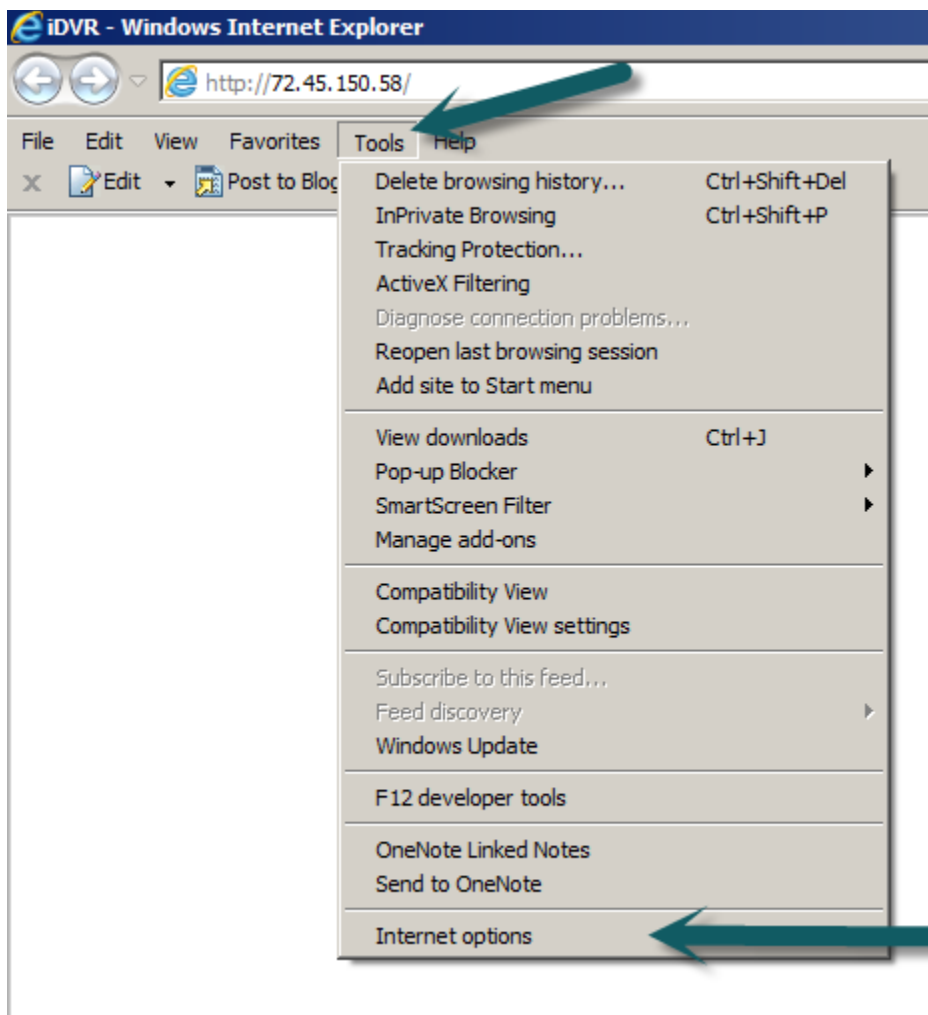 iDVR - Windows Internet Explorer
http://72.45.150.58/
File Edit View Favorites Tools Help
Edit Post to Blog
Delete browsing history... Ctrl+Shift+Del
InPrivate Browsing Ctrl+Shift+P
Tracking Protection...
ActiveX Filtering
Diagnose connection problems...
Reopen last browsing session
Add site to Start menu
View downloads Ctrl+J
Pop-up Blocker
SmartScreen Filter
Manage add-ons
Compatibility View
Compatibility View settings
Subscribe to this feed...
Feed discovery
Windows Update
F12 developer tools
OneNote Linked Notes
Send to OneNote
Internet options